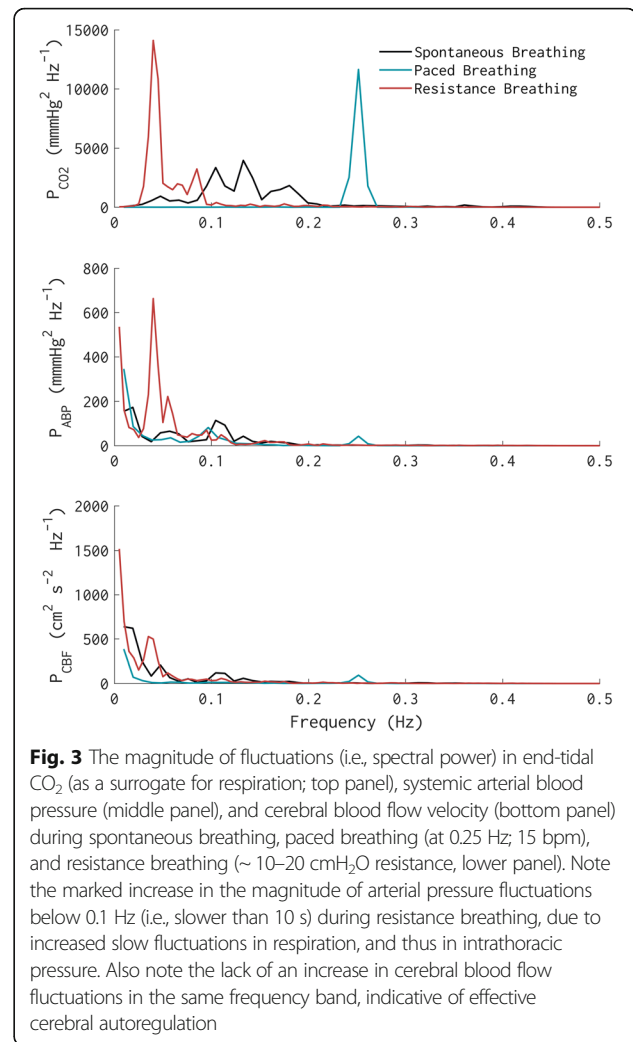 15000
10000
5000
0
P_CO2 (mmmHg² Hz⁻¹)
Spontaneous Breathing
Paced Breathing
Resistance Breathing
0 0.1 0.2 0.3 0.4 0.5
800
600
400
200
0
P_ABP (mmmHg² Hz⁻¹)
0 0.1 0.2 0.3 0.4 0.5
2000
1500
1000
500
0
P_CBF (cm² s⁻² Hz⁻¹)
0 0.1 0.2 0.3 0.4 0.5
Frequency (Hz)
Fig. 3 The magnitude of fluctuations (i.e., spectral power) in end-tidal
CO₂ (as a surrogate for respiration; top panel), systemic arterial blood
pressure (middle panel), and cerebral blood flow velocity (bottom panel)
during spontaneous breathing, paced breathing (at 0.25 Hz; 15 bpm),
and resistance breathing (~ 10–20 cmH₂O resistance, lower panel). Note
the marked increase in the magnitude of arterial pressure fluctuations
below 0.1 Hz (i.e., slower than 10 s) during resistance breathing, due to
increased slow fluctuations in respiration, and thus in intrathoracic
pressure. Also note the lack of an increase in cerebral blood flow
fluctuations in the same frequency band, indicative of effective
cerebral autoregulation